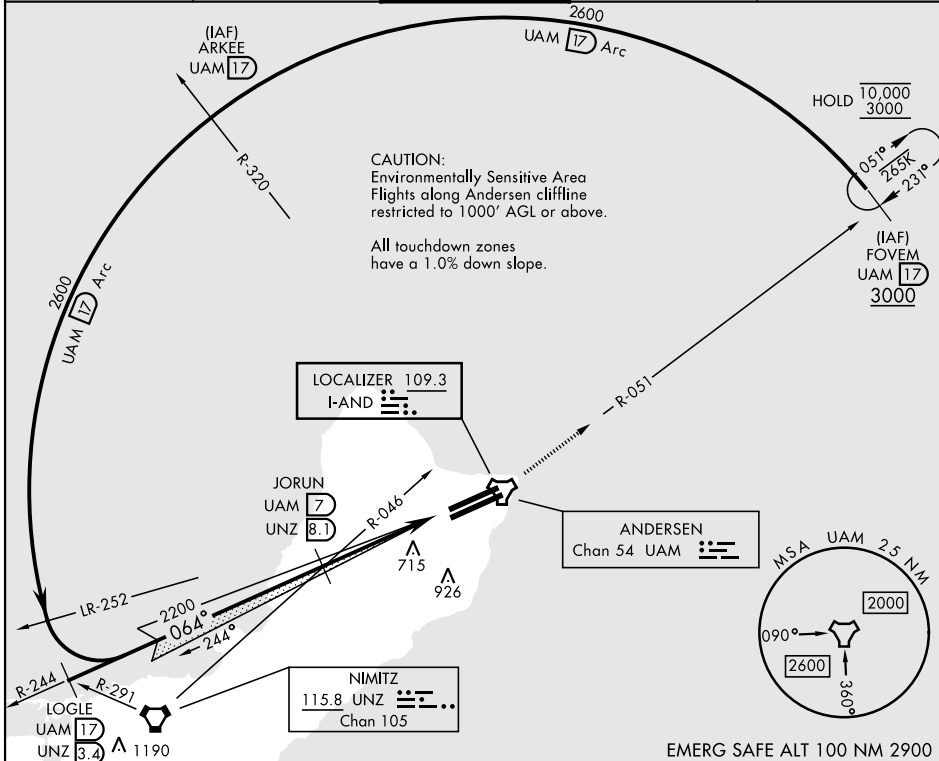 2600
UAM 17 Arc
(IAF)
ARKEE
UAM 17
HOLD 10,000
3000
051°
265K
231°
R-320
CAUTION:
Environmentally Sensitive Area
Flights along Andersen cliffline
restricted to 1000' AGL or above.
All touchdown zones
have a 1.0% down slope.
(IAF)
FOVEM
UAM 17
3000
2600
UAM 17 Arc
LOCALIZER 109.3
I-AND
R-051
JORUN
UAM 7
UNZ 8.1
R-046
ANDERSEN
Chan 54 UAM
715
926
MSA UAM 25 NM
2000
090°
2600
360°
LR-252
2200
064°
244°
R-244
R-291
NIMITZ
115.8 UNZ
Chan 105
LOGLE
UAM 17
UNZ 3.4
1190
EMERG SAFE ALT 100 NM 2900